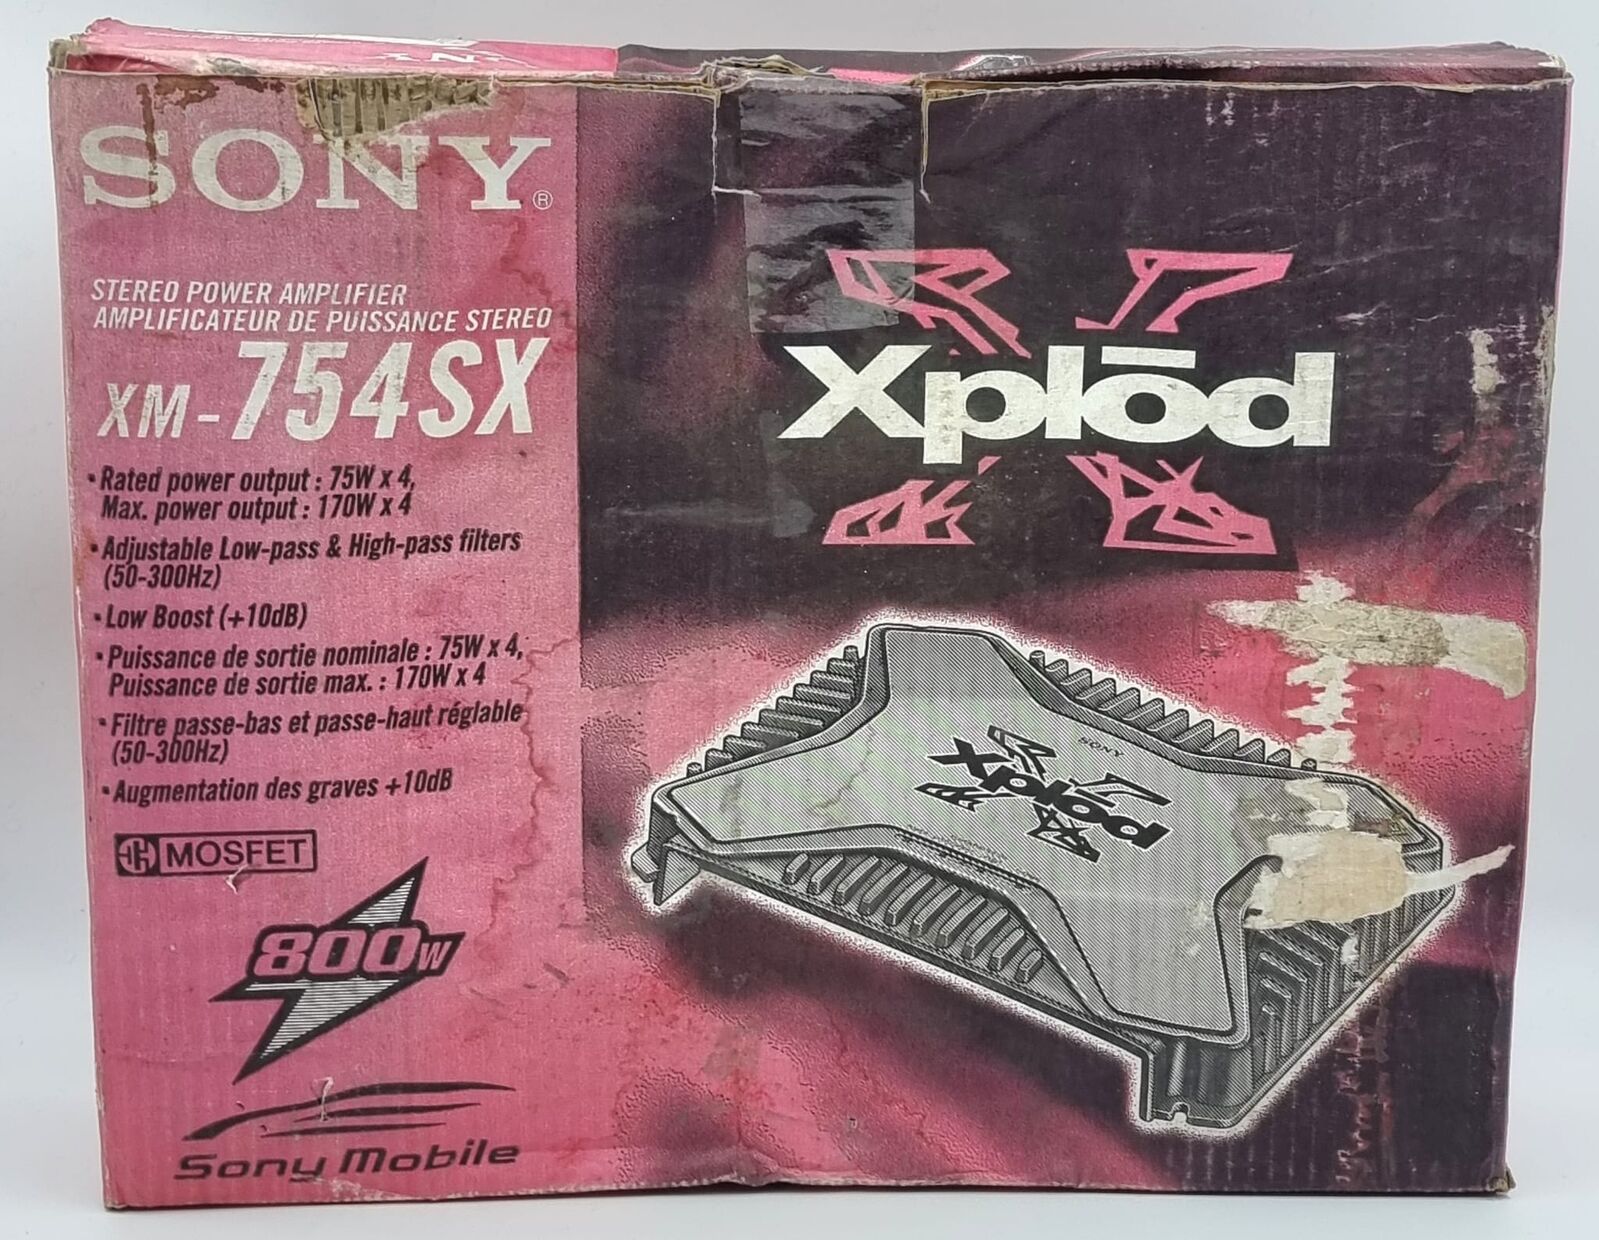 SONY®
STEREO POWER AMPLIFIER
AMPLIFICATEUR DE PUISSANCE STEREO
XM-754SX
• Rated power output : 75W x 4,
Max. power output : 170W x 4
• Adjustable Low-pass & High-pass filters
(50-300Hz)
• Low Boost (+10dB)
• Puissance de sortie nominale : 75W x 4,
Puissance de sortie max. : 170W x 4
• Filtre passe-bas et passe-haut réglable
(50-300Hz)
• Augmentation des graves +10dB
MOSFET
800W
Sony Mobile
Xplōd
SONY
Xplōd